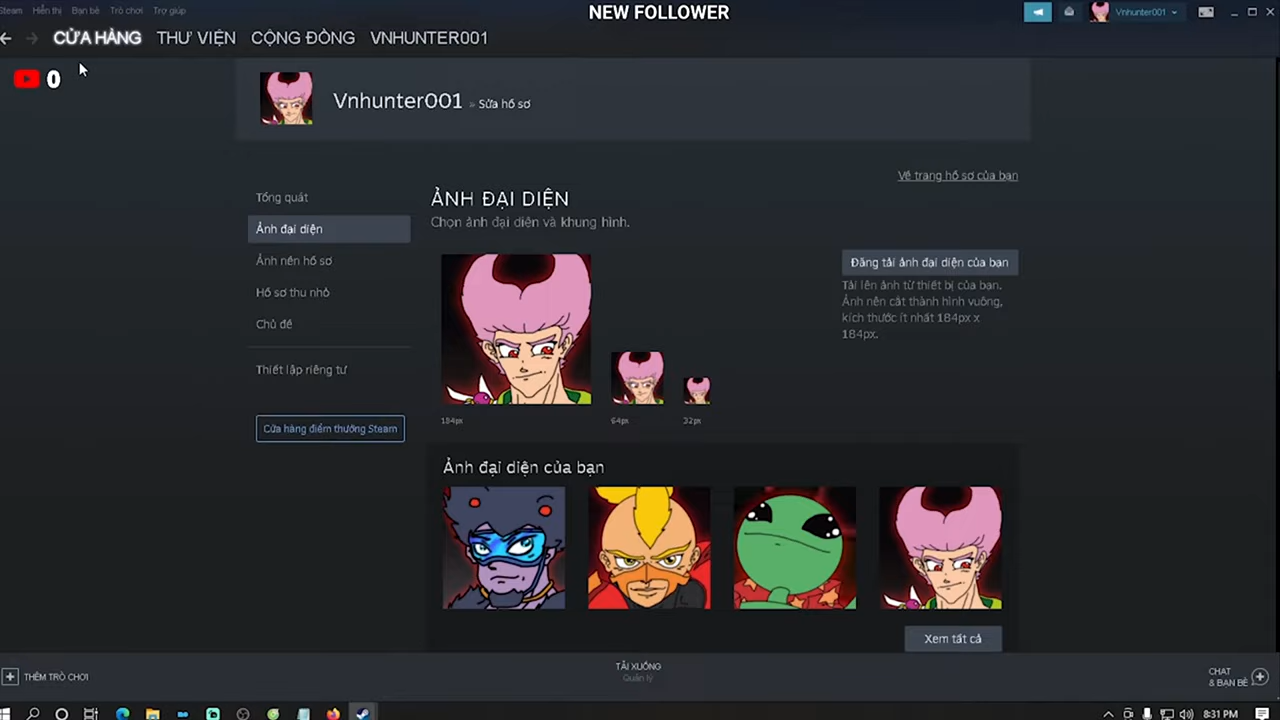 Steam Hiển thị Bạn bè Trò chơi Trợ giúp
NEW FOLLOWER
Vnhunter001
CỬA HÀNG THƯ VIỆN CỘNG ĐỒNG VNHUNTER001
0
Vnhunter001 » Sửa hồ sơ
Về trang hồ sơ của bạn
Tổng quát
Ảnh đại diện
Ảnh nền hồ sơ
Hồ sơ thu nhỏ
Chủ đề
Thiết lập riêng tư
Cửa hàng điểm thưởng Steam
ẢNH ĐẠI DIỆN
Chọn ảnh đại diện và khung hình.
184px
64px
32px
Đăng tải ảnh đại diện của bạn
Tải lên ảnh từ thiết bị của bạn.
Ảnh nên cắt thành hình vuông,
kích thước ít nhất 184px x
184px.
Ảnh đại diện của bạn
Xem tất cả
THÊM TRÒ CHƠI
TẢI XUỐNG
Quản lý
CHAT
& BẠN BÈ
8:31 PM